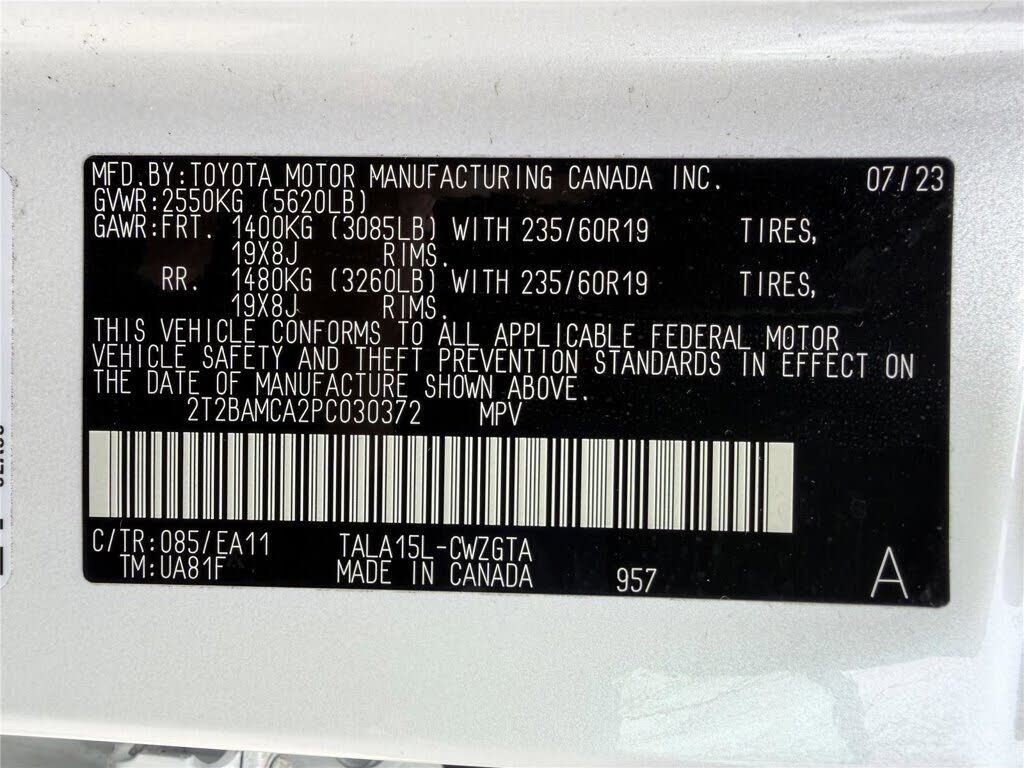 MFD.BY:TOYOTA MOTOR MANUFACTURING CANADA INC. 07/23
GVWR:2550KG (5620LB)
GAWR:FRT. 1400KG (3085LB) WITH 235/60R19 TIRES,
19X8J RIMS.
RR. 1480KG (3260LB) WITH 235/60R19 TIRES,
19X8J RIMS.
THIS VEHICLE CONFORMS TO ALL APPLICABLE FEDERAL MOTOR
VEHICLE SAFETY AND THEFT PREVENTION STANDARDS IN EFFECT ON
THE DATE OF MANUFACTURE SHOWN ABOVE.
2T2BAMCA2PC030372 MPV
C/TR:085/EA11 TALA15L-CWZGTA
TM:UA81F MADE IN CANADA 957 A